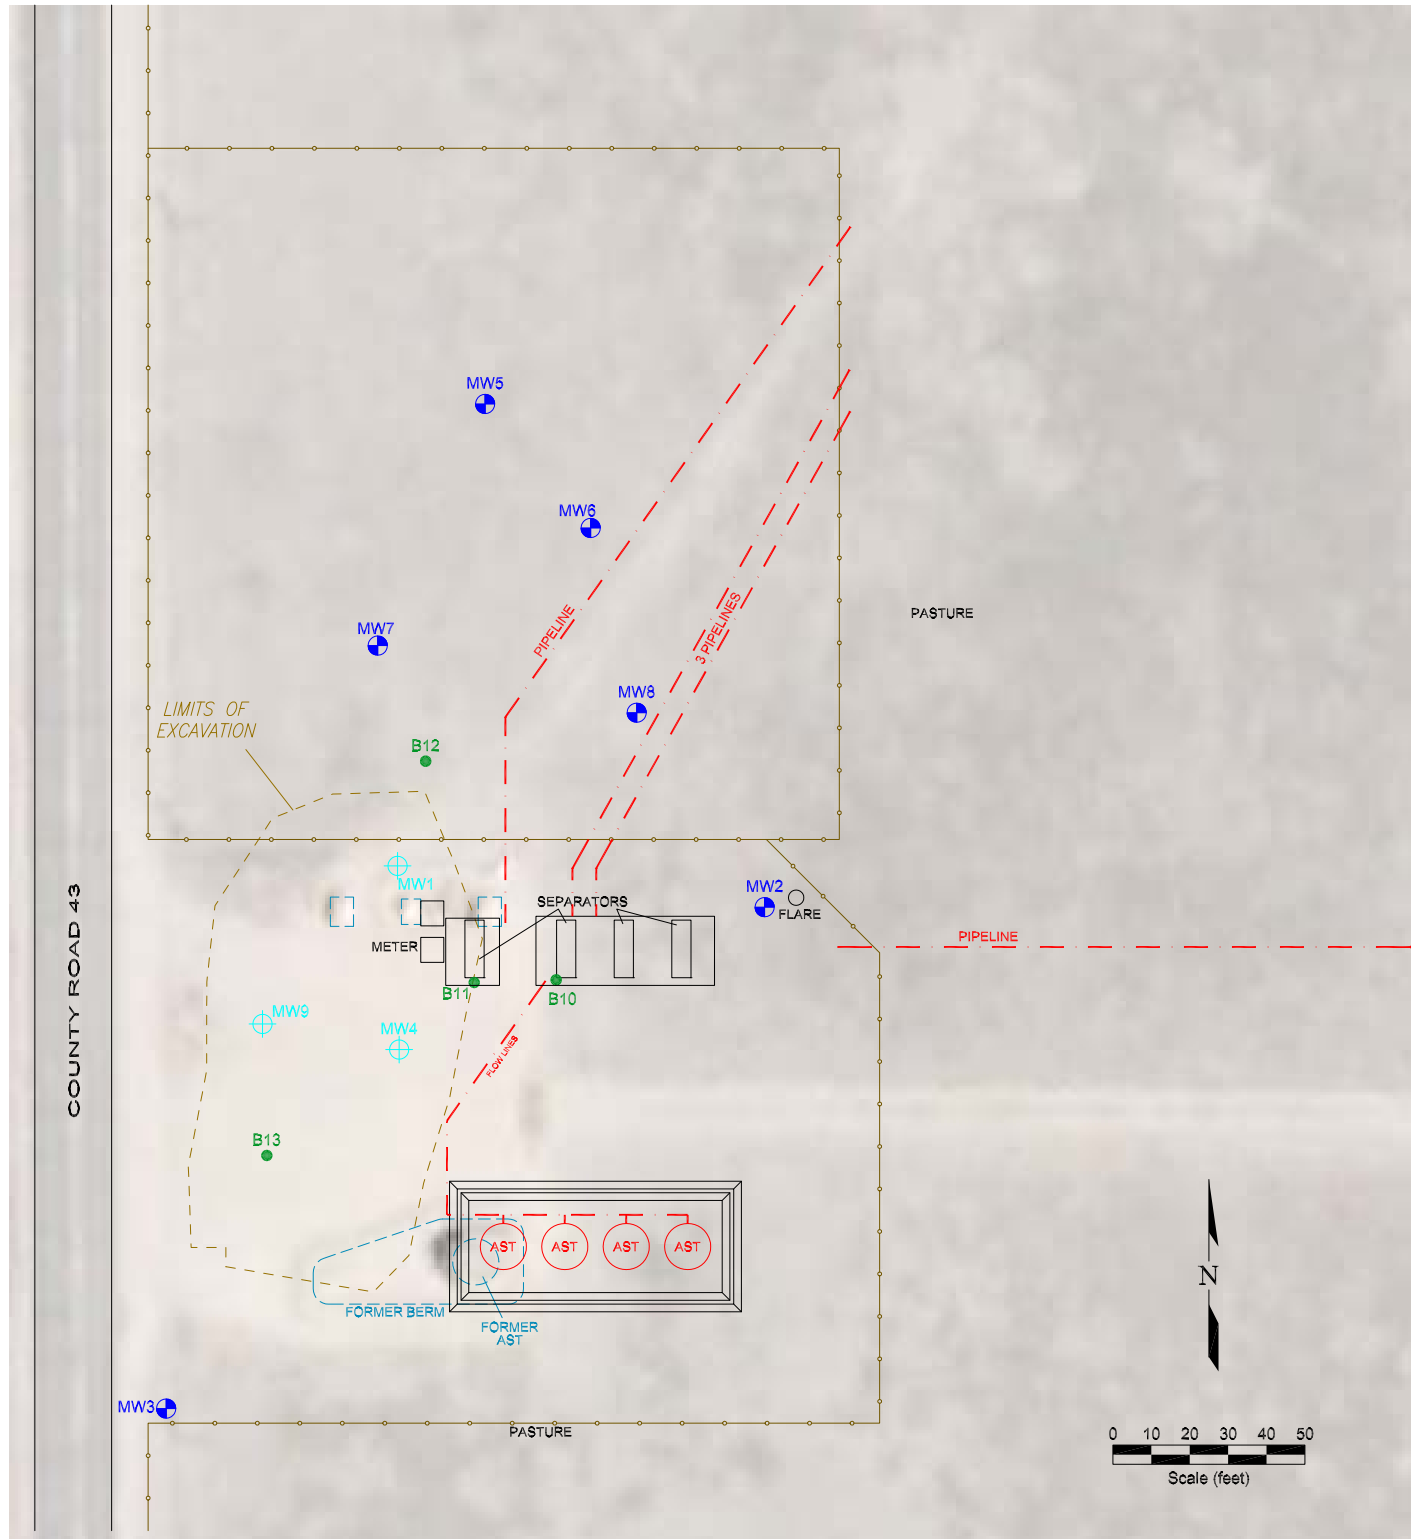 MW5
MW6
PIPELINE
3 PIPELINES
PASTURE
MW7
MW8
LIMITS OF
EXCAVATION
B12
MW1
MW2
FLARE
SEPARATORS
METER
PIPELINE
B11
B10
COUNTY ROAD 43
MW9
MW4
FLOW LINES
B13
AST
AST
AST
AST
FORMER BERM
FORMER
AST
N
MW3
PASTURE
0 10 20 30 40 50
Scale (feet)